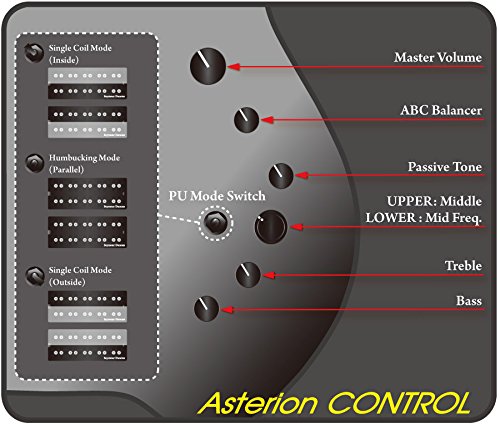 Single Coil Mode
(Inside)
Humbucking Mode
(Parallel)
Single Coil Mode
(Outside)
PU Mode Switch
Master Volume
ABC Balancer
Passive Tone
UPPER : Middle
LOWER : Mid Freq.
Treble
Bass
Asterion CONTROL